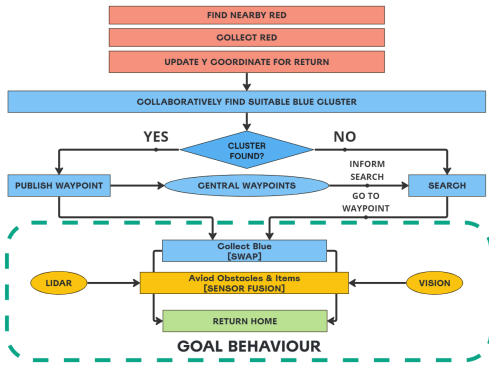 FIND NEARBY RED
COLLECT RED
UPDATE Y COORDINATE FOR RETURN
COLLABORATIVELY FIND SUITABLE BLUE CLUSTER
YES
CLUSTER
FOUND?
NO
INFORM
SEARCH
PUBLISH WAYPOINT
CENTRAL WAYPOINTS
SEARCH
GO TO
WAYPOINT
Collect Blue
[SWAP]
LIDAR
Aviod Obstacles & Items
[SENSOR FUSION]
VISION
RETURN HOME
GOAL BEHAVIOUR